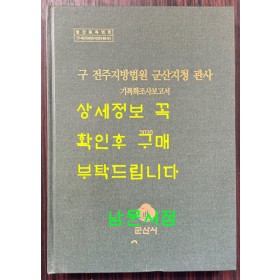 구 전주지방법원 군산지청 관사
기록화조사보고서
상세정보 꼭
2020
확인후 구매
부탁드립니다
남문서점
군산시